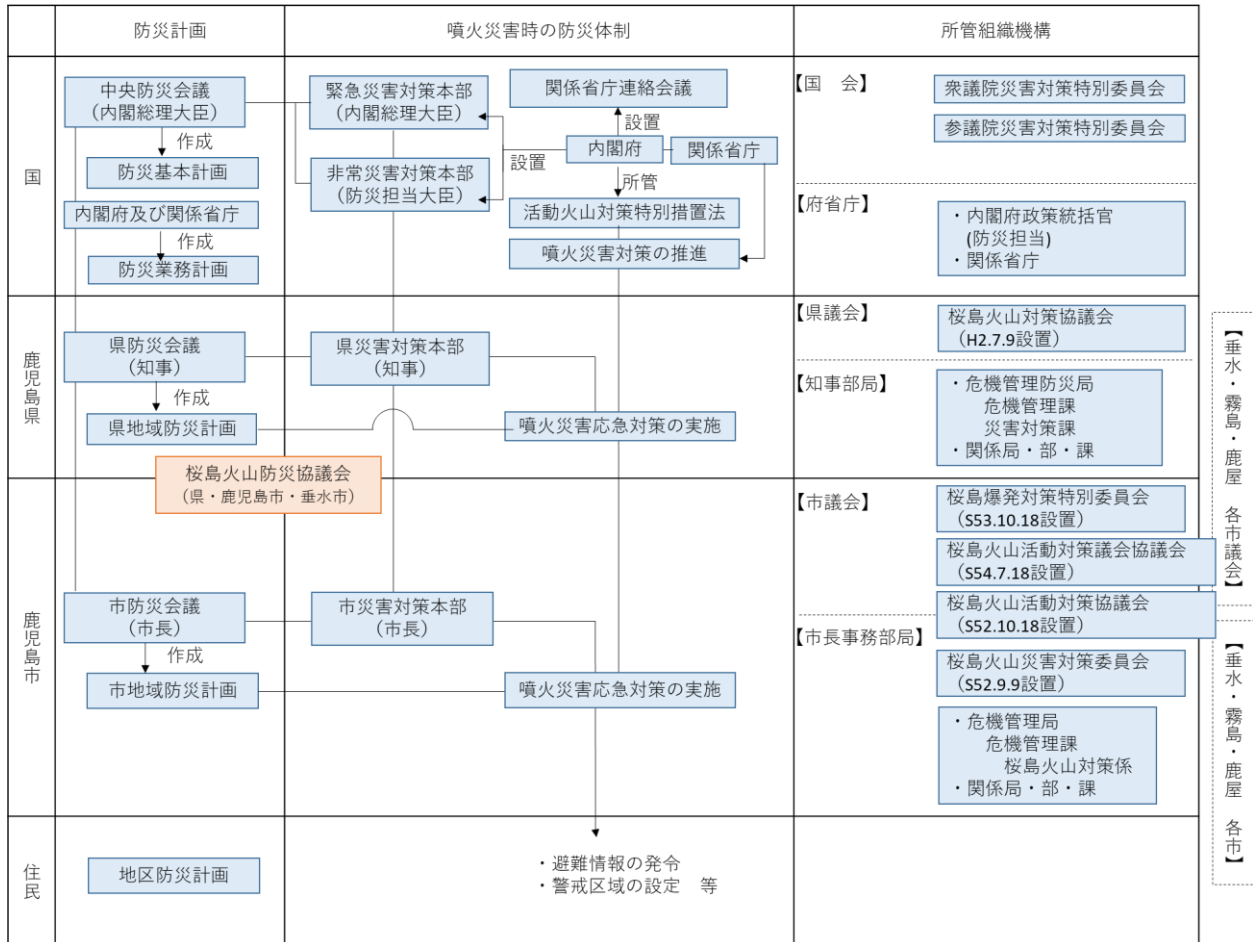 防災計画
噴火災害時の防災体制
所管組織機構
国
中央防災会議
(内閣総理大臣)
作成
防災基本計画
内閣府及び関係省庁
作成
防災業務計画
緊急災害対策本部
(内閣総理大臣)
非常災害対策本部
(防災担当大臣)
設置
関係省庁連絡会議
設置
内閣府
関係省庁
所管
活動火山対策特別措置法
噴火災害対策の推進
【国　会】
衆議院災害対策特別委員会
参議院災害対策特別委員会
【府省庁】
・内閣府政策統括官
(防災担当)
・関係省庁
鹿児島県
県防災会議
(知事)
作成
県地域防災計画
県災害対策本部
(知事)
噴火災害応急対策の実施
【県議会】
桜島火山対策協議会
(H2.7.9設置)
【知事部局】
・危機管理防災局
危機管理課
災害対策課
・関係局・部・課
桜島火山防災協議会
(県・鹿児島市・垂水市)
鹿児島市
市防災会議
(市長)
作成
市地域防災計画
市災害対策本部
(市長)
噴火災害応急対策の実施
【市議会】
桜島爆発対策特別委員会
(S53.10.18設置)
桜島火山活動対策議会協議会
(S54.7.18設置)
桜島火山活動対策協議会
(S52.10.18設置)
【市長事務部局】
桜島火山災害対策委員会
(S52.9.9設置)
・危機管理局
危機管理課
桜島火山対策係
・関係局・部・課
【垂水・霧島・鹿屋　各市議会】
【垂水・霧島・鹿屋　各市】
住民
地区防災計画
・避難情報の発令
・警戒区域の設定　等